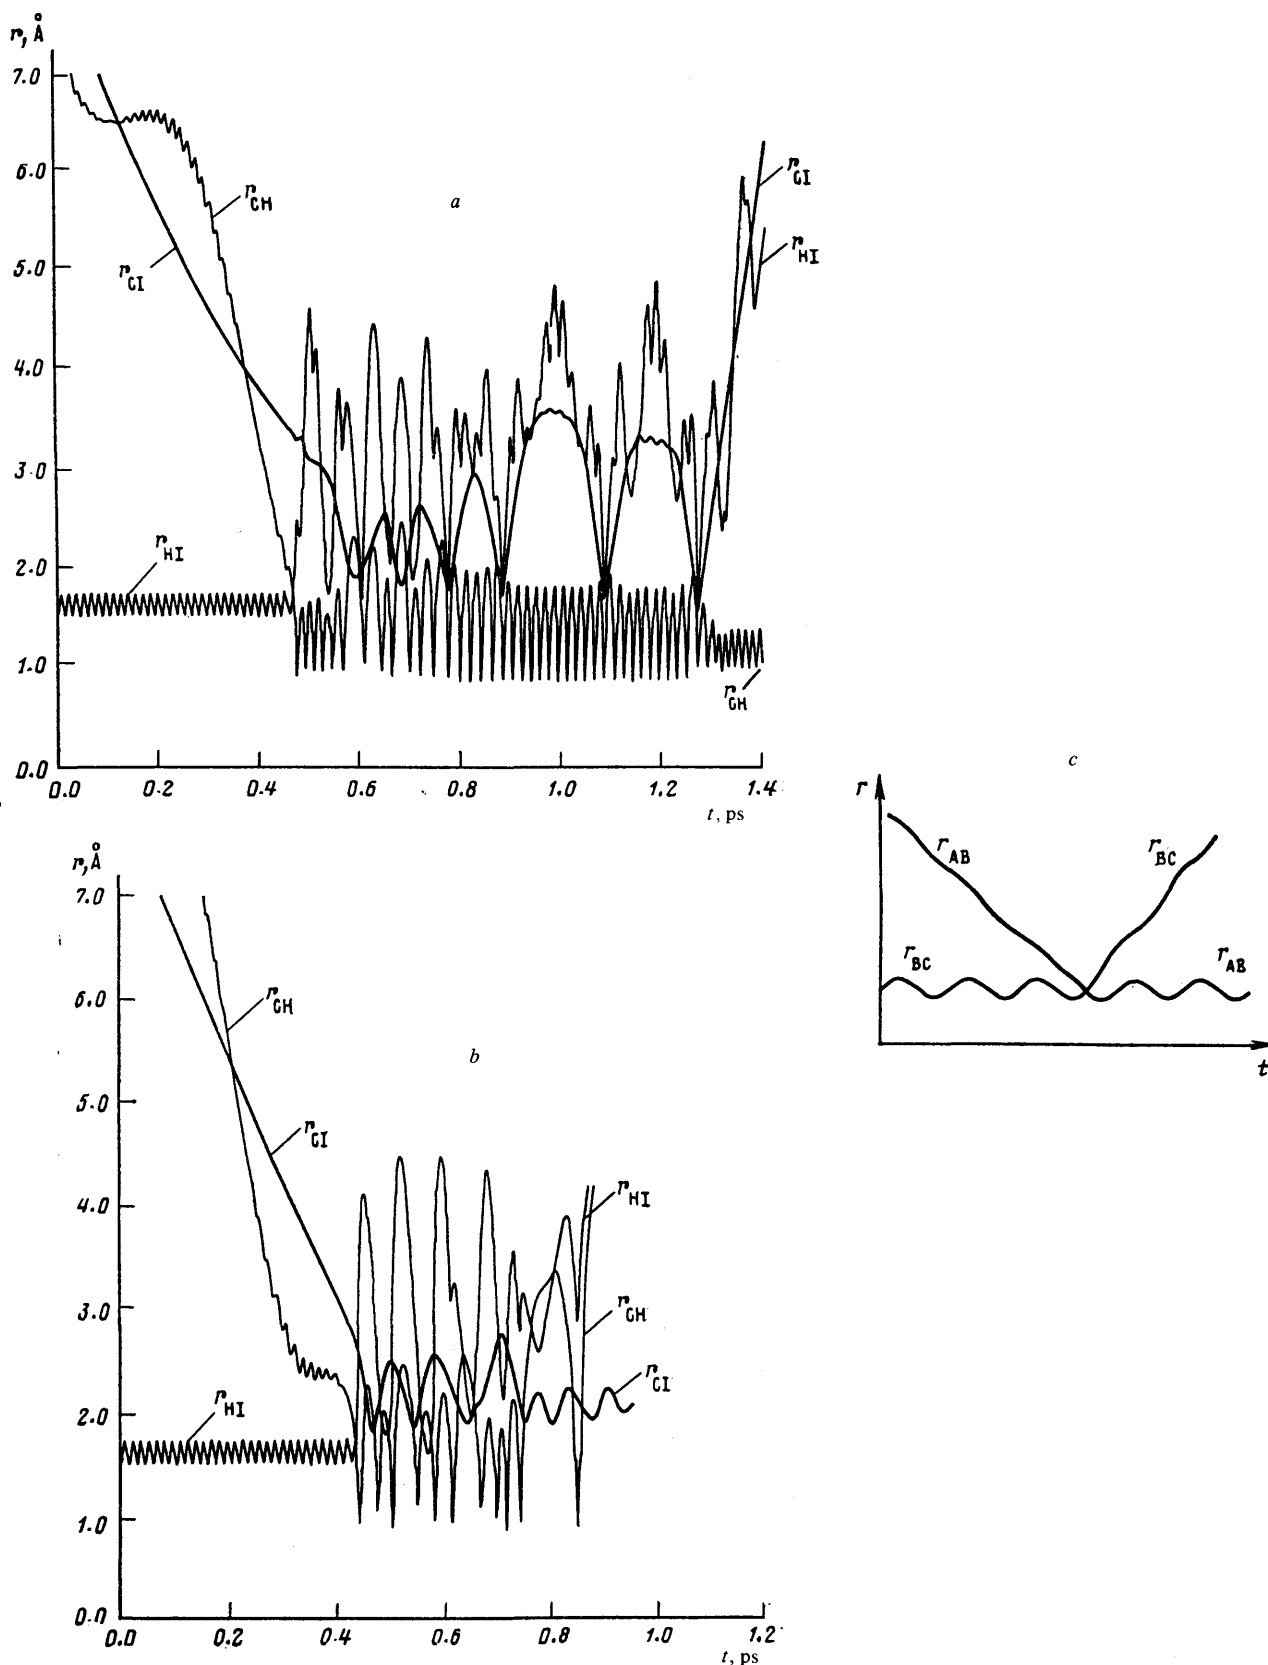 r, Å
7.0
6.0
5.0
4.0
3.0
2.0
1.0
0.0
a
r_CH
r_CI
r_HI
r_CI
r_HI
r_CH
0.0 0.2 0.4 0.6 0.8 1.0 1.2 1.4
t, ps
r, Å
7.0
6.0
5.0
4.0
3.0
2.0
1.0
0.0
b
r_CH
r_CI
r_HI
r_HI
r_CH
r_CI
0.0 0.2 0.4 0.6 0.8 1.0 1.2
t, ps
c
r
r_AB r_BC
r_BC r_AB
t